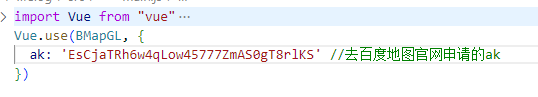 import Vue from "vue"…
Vue.use(BMapGL, {
ak: 'EsCjaTRh6w4qLow45777ZmAS0gT8rlKS' //去百度地图官网申请的ak
})